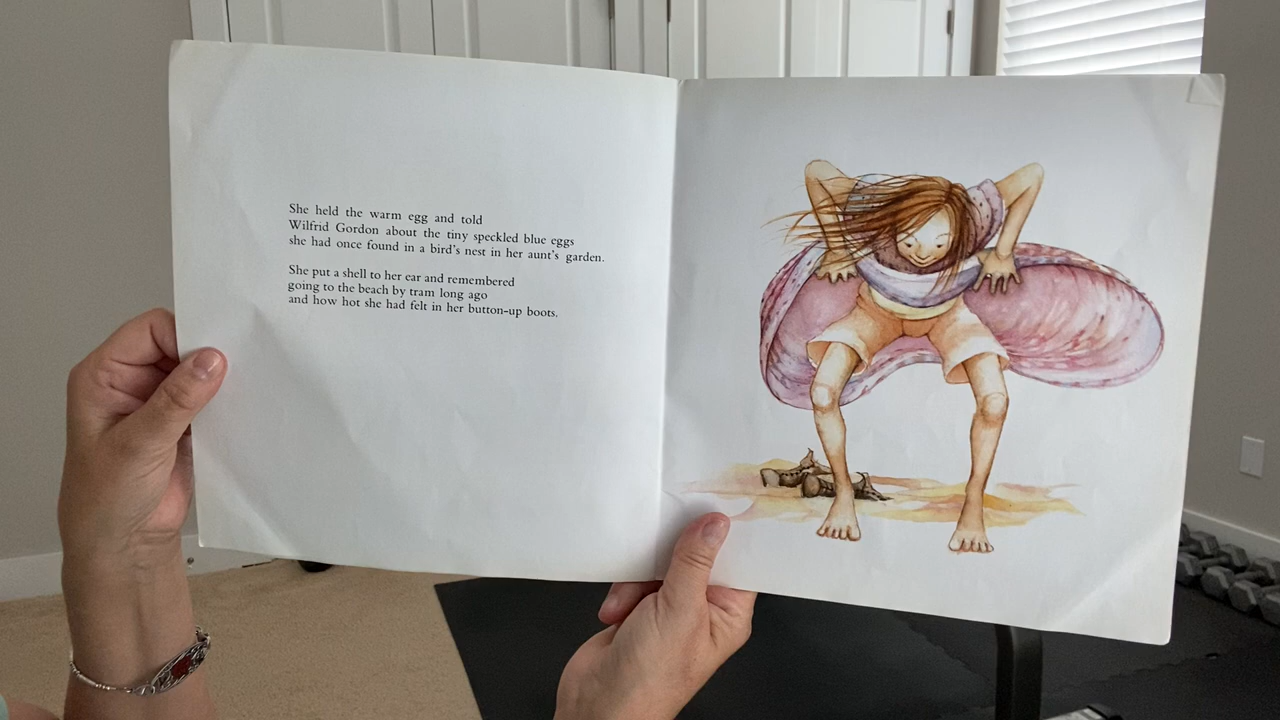 She held the warm egg and told
Wilfrid Gordon about the tiny speckled blue eggs
she had once found in a bird's nest in her aunt's garden.
She put a shell to her ear and remembered
going to the beach by tram long ago
and how hot she had felt in her button-up boots.